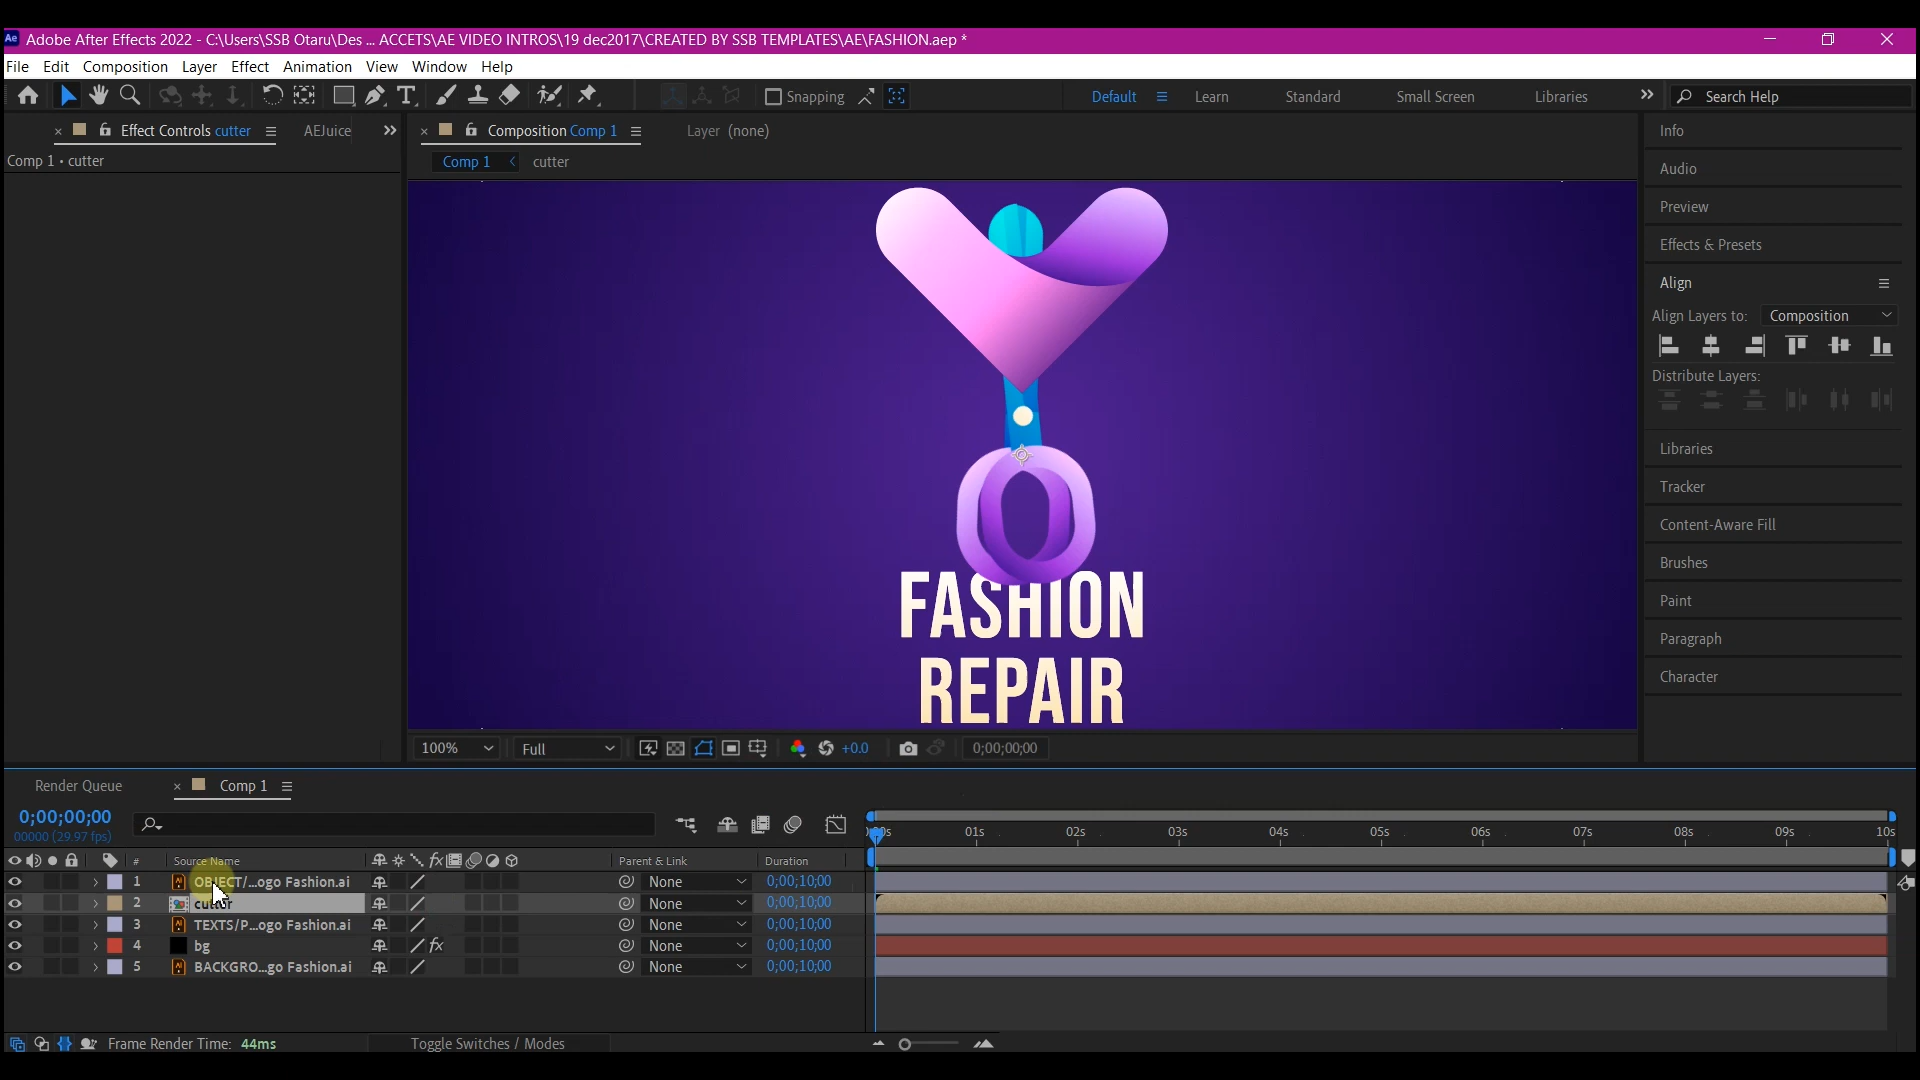 Ae Adobe After Effects 2022 - C:\Users\SSB Otaru\Des ... ACCETS\AE VIDEO INTROS\19 dec2017\CREATED BY SSB TEMPLATES\AE\FASHION.aep *
File Edit Composition Layer Effect Animation View Window Help
Snapping Default Learn Standard Small Screen Libraries Search Help
Effect Controls cutter AEJuice Composition Comp 1 Layer (none) Info
Comp 1 • cutter Comp 1 cutter
Audio
Preview
Effects & Presets
Align
Align Layers to: Composition
Distribute Layers:
Libraries
Tracker
Content-Aware Fill
Brushes
Paint
Paragraph
Character
FASHION
REPAIR
100% Full +0.0 0;00;00;00
Render Queue Comp 1
0;00;00;00
00000 (29.97 fps)
01s 02s 03s 04s 05s 06s 07s 08s 09s 10s
# Source Name Parent & Link Duration
1 OBJECT/...ogo Fashion.ai None 0;00;10;00
2 cutter None 0;00;10;00
3 TEXTS/P...ogo Fashion.ai None 0;00;10;00
4 bg fx None 0;00;10;00
5 BACKGRO...go Fashion.ai None 0;00;10;00
Frame Render Time: 44ms Toggle Switches / Modes